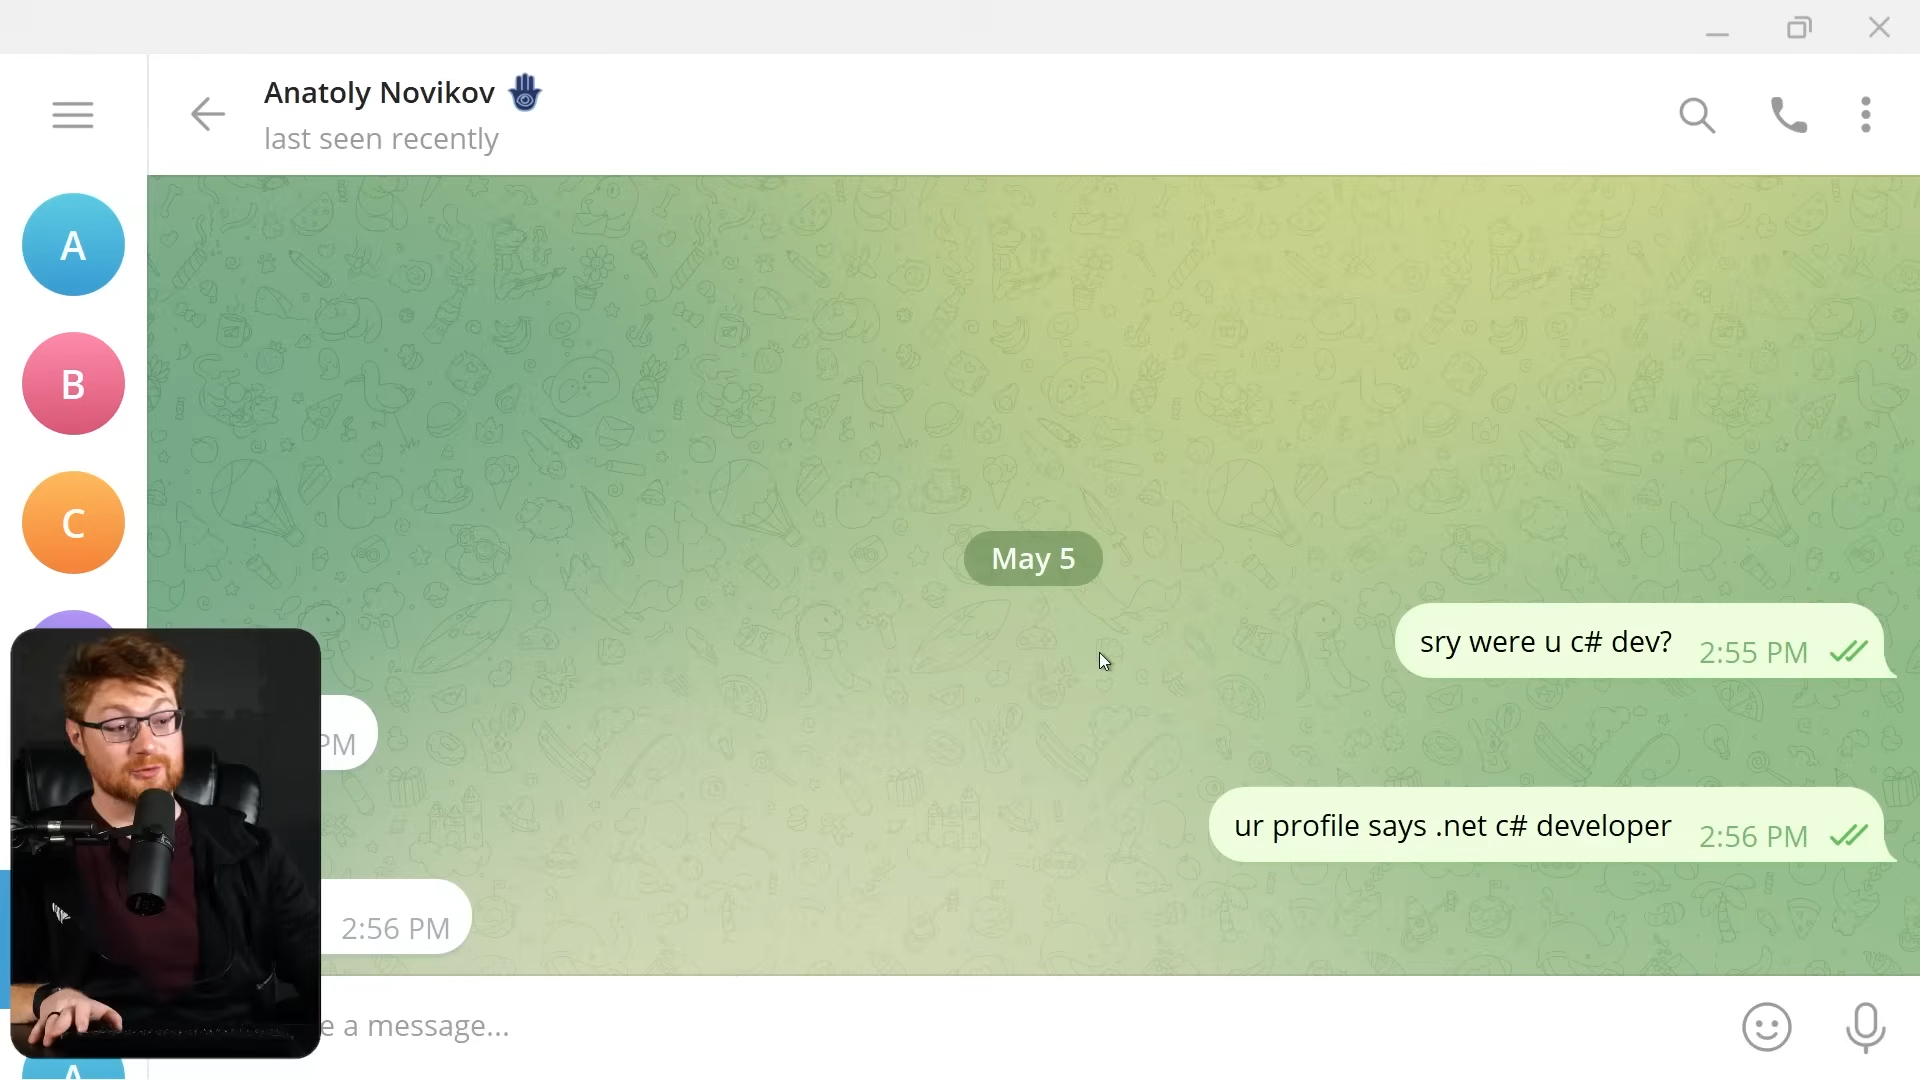 Anatoly Novikov
last seen recently
A
B
C
May 5
sry were u c# dev? 2:55 PM
PM
ur profile says .net c# developer 2:56 PM
2:56 PM
e a message...
A